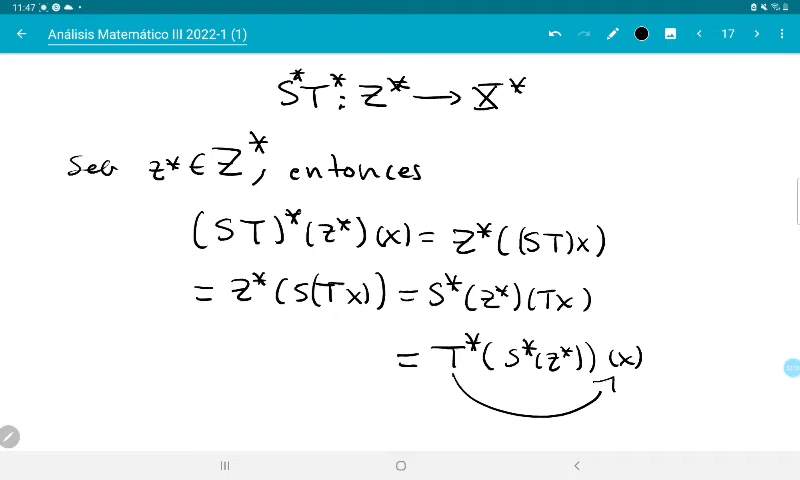 11:47
Análisis Matemático III 2022-1 (1)
17
S*T*: Z* → X*
Sea z* ∈ Z*, entonces
(ST)*(z*)(x) = z*((ST)x)
= z*(S(Tx)) = S*(z*)(Tx)
= T*(S*(z*))(x)